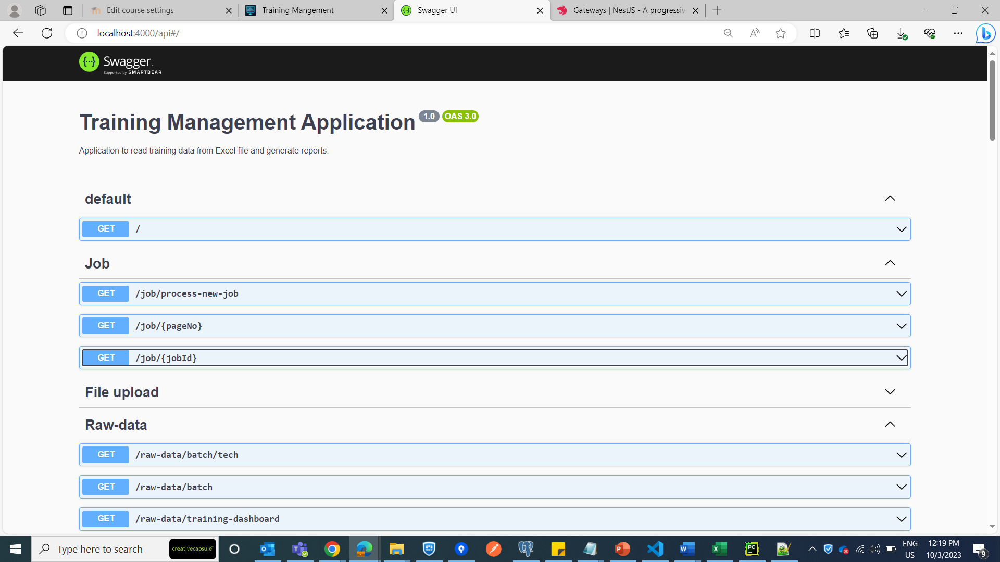 Edit course settings
Training Mangement
Swagger UI
Gateways | NestJS - A progressiv
localhost:4000/api#/
Swagger.
Supported by SMARTBEAR
Training Management Application 1.0 OAS 3.0
Application to read training data from Excel file and generate reports.
default
GET /
Job
GET /job/process-new-job
GET /job/{pageNo}
GET /job/{jobId}
File upload
Raw-data
GET /raw-data/batch/tech
GET /raw-data/batch
GET /raw-data/training-dashboard
Type here to search
creativecapsule
ENG
US
12:19 PM
10/3/2023
9